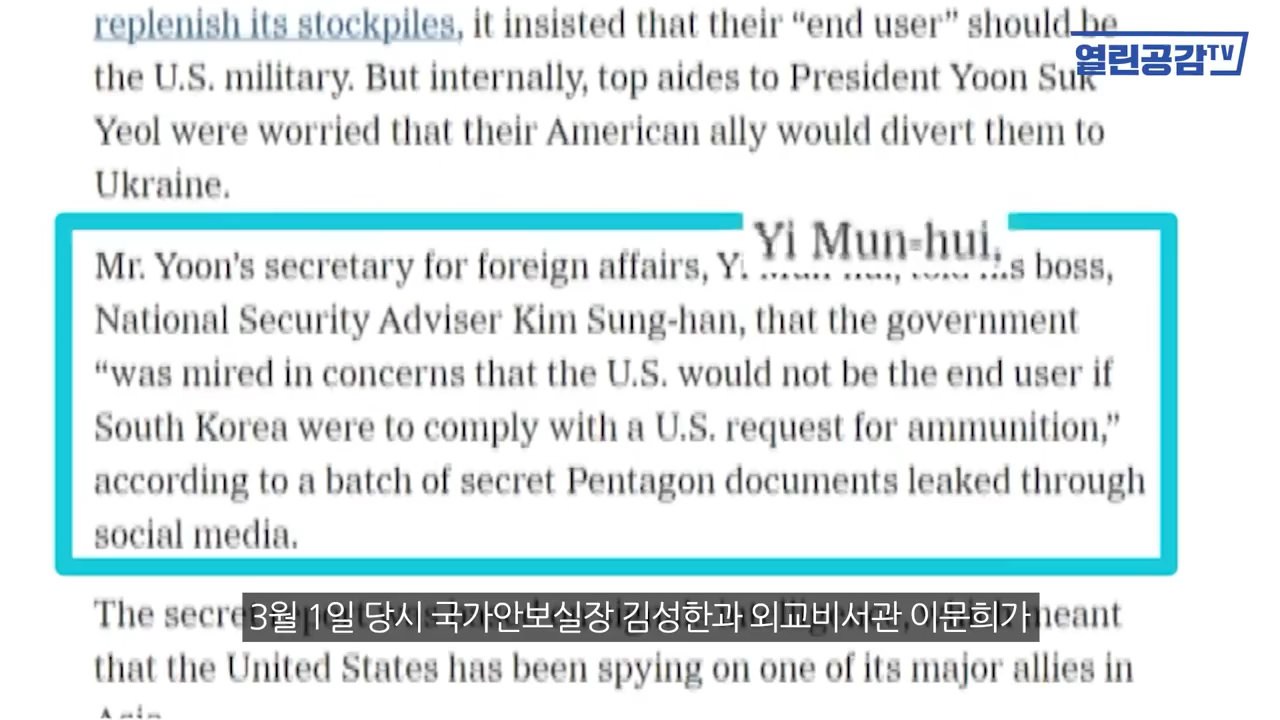 replenish its stockpiles, it insisted that their “end user” should be
열린공감TV
the U.S. military. But internally, top aides to President Yoon Suk
Yeol were worried that their American ally would divert them to
Ukraine.
Yi Mun-hui,
Mr. Yoon’s secretary for foreign affairs, his boss,
National Security Adviser Kim Sung-han, that the government
“was mired in concerns that the U.S. would not be the end user if
South Korea were to comply with a U.S. request for ammunition,”
according to a batch of secret Pentagon documents leaked through
social media.
The meant
3월 1일 당시 국가안보실장 김성한과 외교비서관 이문희가
that the United States has been spying on one of its major allies in